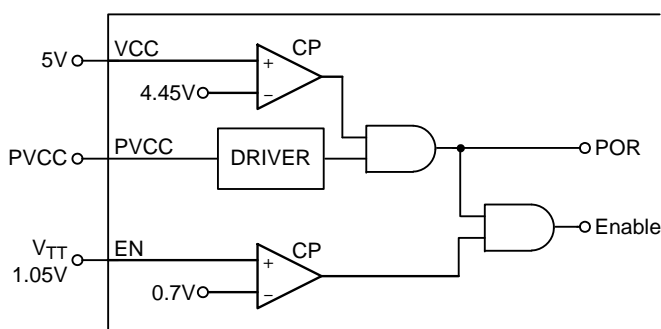 5V
VCC
CP
+
4.45V
−
PVCC
PVCC
DRIVER
POR
Enable
VTT
1.05V
EN
CP
+
0.7V
−